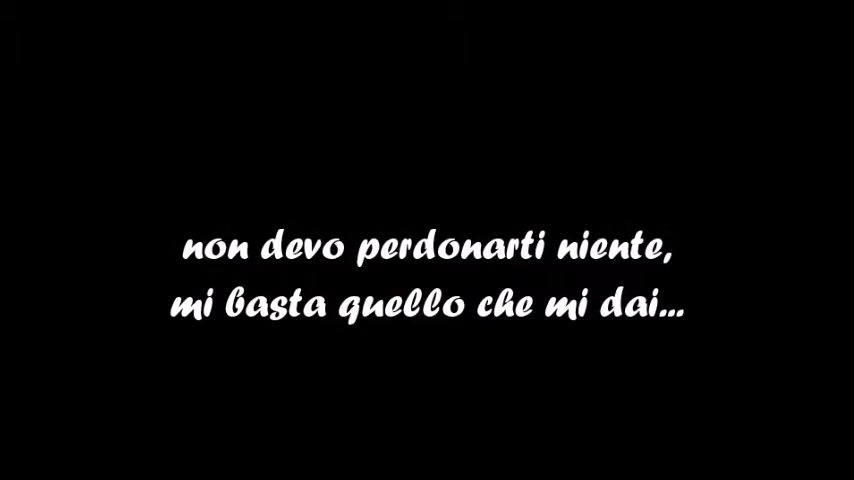 non devo perdonarti niente,
mi basta quello che mi dai...